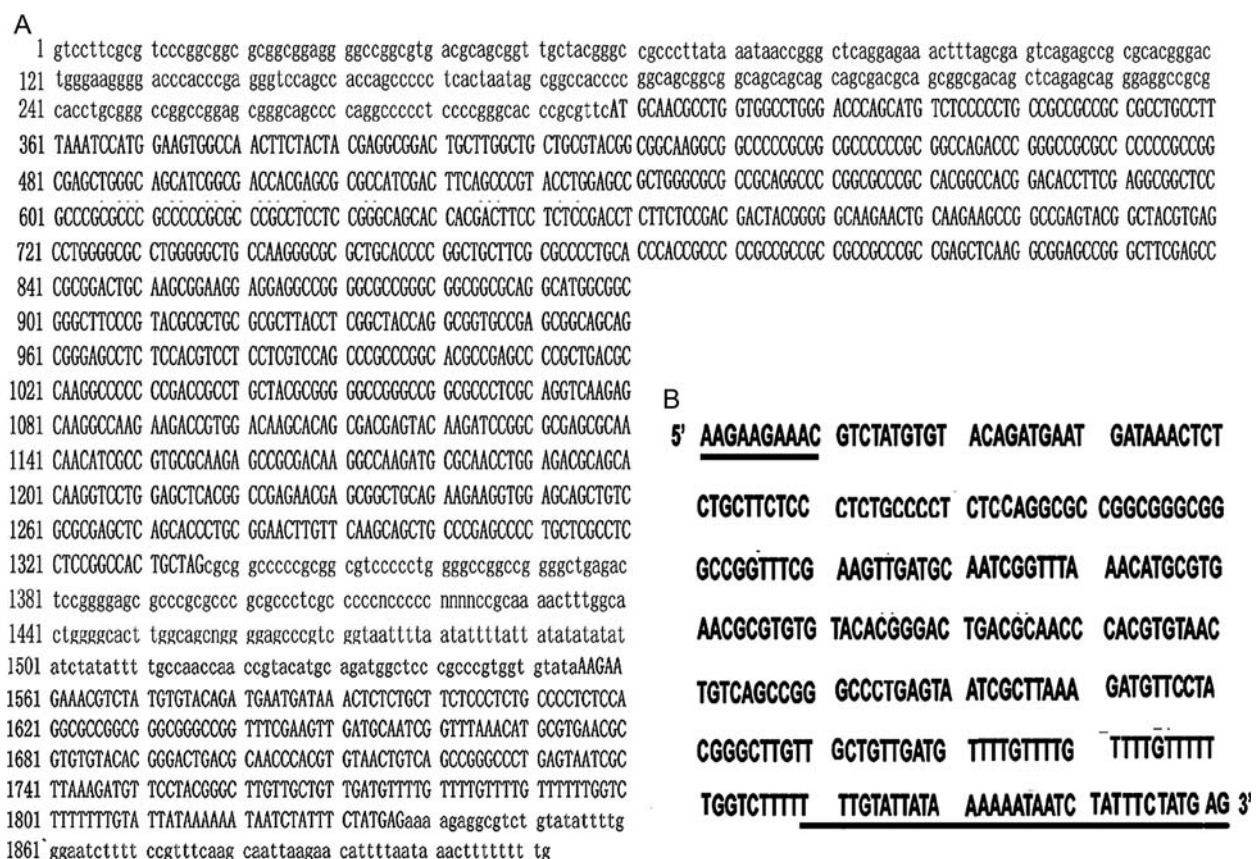 A
1 gtccttcgcg tcccggcggc gcggcggagg ggccggcgtg acgcagcggt tgctacgggc cgcccttata aataaccggg ctcaggagaa actttagcga gtcagagccg cgcacgggac
121 tgggaagggg acccacccga gggtccagcc accagccccc tcactaatag cggccacccc ggcagcggcg gcagcagcag cagcgacgca gcggcgacag ctcagagcag ggaggccgcg
241 cacctgcggg ccggccggag cgggcagccc caggccccct ccccgggcac ccgcgttcAT GCAACGCCTG GTGGCCTGGG ACCCAGCATG TCTCCCCCTG CCGCCGCCGC CGCCTGCCTT
361 TAAATCCATG GAAGTGGCCA ACTTCTACTA CGAGGCGGAC TGCTTGGCTG CTGCGTACGG CGGCAAGGCG GCCCCCGCGG CGCCCCCCGC GGCCAGACCC GGGCCGCGCC CCCCCGCCGG
481 CGAGCTGGGC AGCATCGGCG ACCACGAGCG CGCCATCGAC TTCAGCCCGT ACCTGGAGCC GCTGGGCGCG CCGCAGGCCC CGGCGCCCGC CACGGCCACG GACACCTTCG AGGCGGCTCC
601 GCCCGCGCCC GCCCCCGCGC CCGCCTCCTC CGGGCAGCAC CACGACTTCC TCTCCGACCT CTTCTCCGAC GACTACGGGG GCAAGAACTG CAAGAAGCCG GCCGAGTACG GCTACGTGAG
721 CCTGGGGCGC CTGGGGGCTG CCAAGGGCGC GCTGCACCCC GGCTGCTTCG CGCCCCTGCA CCCACCGCCC CCGCCGCCGC CGCCGCCCGC CGAGCTCAAG GCGGAGCCGG GCTTCGAGCC
841 CGCGGACTGC AAGCGGAAGG AGGAGGCCGG GGCGCCGGGC GGCGGCGCAG GCATGGCGGC
901 GGGCTTCCCG TACGCGCTGC GCGCTTACCT CGGCTACCAG GCGGTGCCGA GCGGCAGCAG
961 CGGGAGCCTC TCCACGTCCT CCTCGTCCAG CCCGCCCGGC ACGCCGAGCC CCGCTGACGC
1021 CAAGGCCCCC CCGACCGCCT GCTACGCGGG GGCCGGGCCG GCGCCCTCGC AGGTCAAGAG
1081 CAAGGCCAAG AAGACCGTGG ACAAGCACAG CGACGAGTAC AAGATCCGGC GCGAGCGCAA
1141 CAACATCGCC GTGCGCAAGA GCCGCGACAA GGCCAAGATG CGCAACCTGG AGACGCAGCA
1201 CAAGGTCCTG GAGCTCACGG CCGAGAACGA GCGGCTGCAG AAGAAGGTGG AGCAGCTGTC
1261 GCGCGAGCTC AGCACCCTGC GGAACTTGTT CAAGCAGCTG CCCGAGCCCC TGCTCGCCTC
1321 CTCCGGCCAC TGCTAGcgcg gcccccgcgg cgtccccctg gggccggccg gggctgagac
1381 tccggggagc gcccgcgccc gcgccctcgc ccccnccccc nnnnnccgcaa aactttggca
1441 ctggggcact tggcagcngg ggagcccgtc ggtaatttta atattttatt atatatatat
1501 atctatattt tgccaaccaa ccgtacatgc agatggctcc cgcccgtggt gtataAAGAA
1561 GAAACGTCTA TGTGTACAGA TGAATGATAA ACTCTCTGCT TCTCCCTCTG CCCCTCTCCA
1621 GGCGCCGGCG GGCGGGCCGG TTTCGAAGTT GATGCAATCG GTTTAAACAT GCGTGAACGC
1681 GTGTGTACAC GGGACTGACG CAACCCACGT GTAACTGTCA GCCGGGCCCT GAGTAATCGC
1741 TTAAAGATGT TCCTACGGGC TTGTTGCTGT TGATGTTTTG TTTTGTTTTG TTTTTTGGTC
1801 TTTTTTTGTA TTATAAAAAA TAATCTATTT CTATGAGaaa agaggcgtct gtatattttg
1861 ggaatctttt ccgtttcaag caattaagaa cattttaata aacttttttt tg
B
5' AAGAAGAAAC GTCTATGTGT ACAGATGAAT GATAAACTCT
CTGCTTCTCC CTCTGCCCCT CTCCAGGCGC CGGCGGGCGG
GCCGGTTTCG AAGTTGATGC AATCGGTTTA AACATGCGTG
AACGCGTGTG TACACGGGACT TGACGCAACC CACGTGTAAC
TGTCAGCCGG GCCCTGAGTA ATCGCTTAAA GATGTTCCTA
CGGGCTTGTT GCTGTTGATG TTTTGTTTTG TTTTGTTTTT
TGGTCTTTTT TTGTATTATA AAAAATAATC TATTTCTATG AG 3'